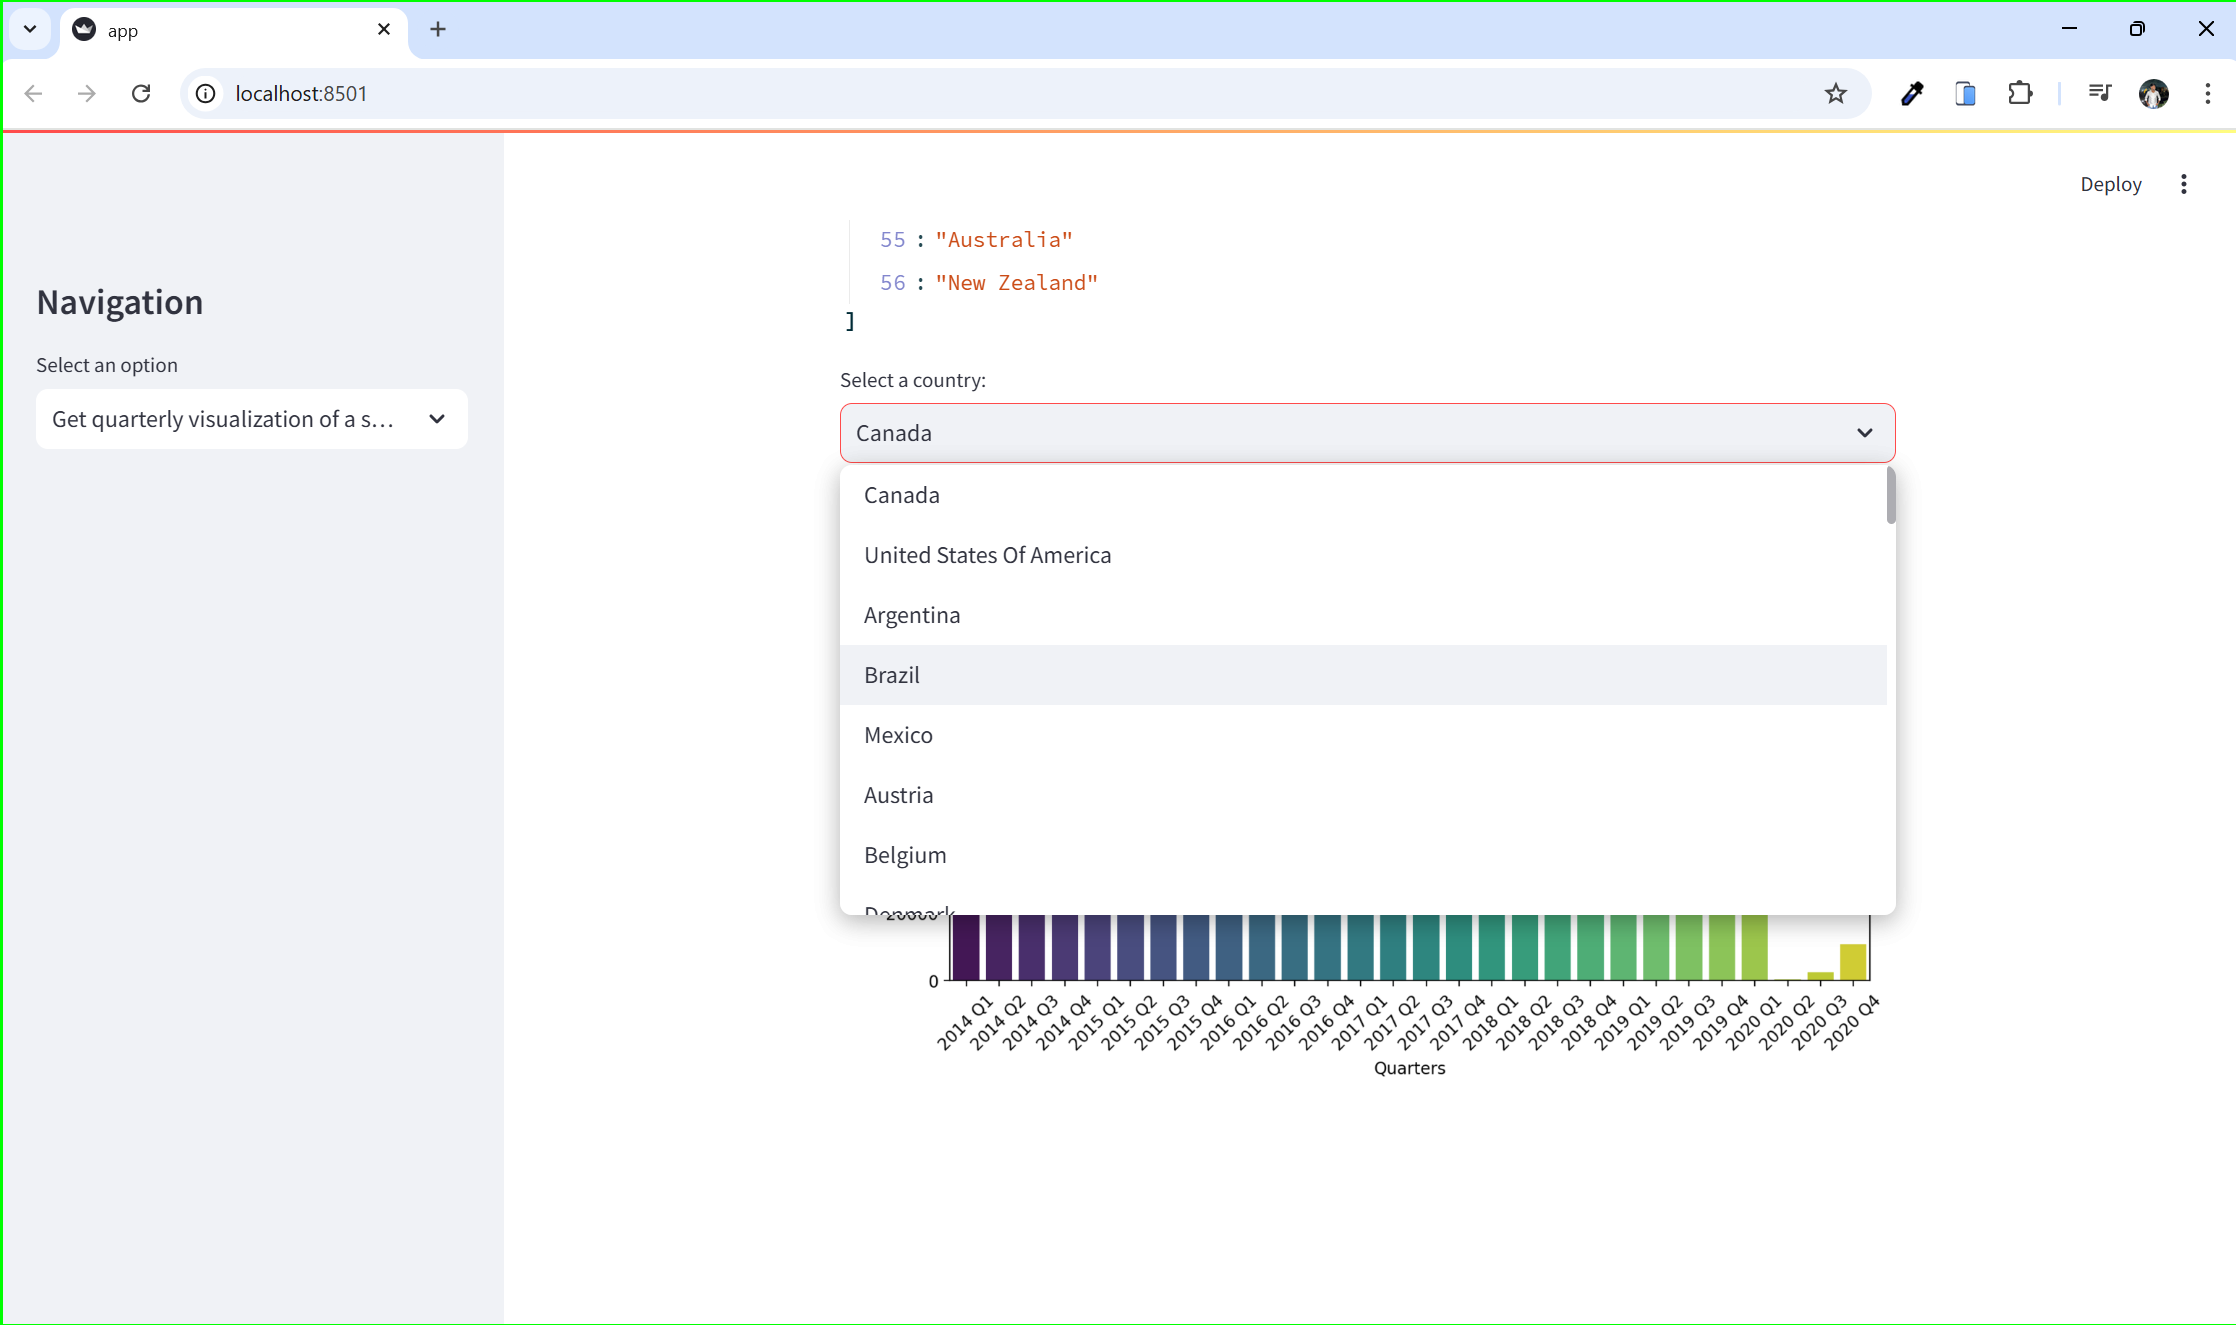 app
localhost:8501
Deploy
55 : "Australia"
56 : "New Zealand"
]
Navigation
Select an option
Get quarterly visualization of a s...
Select a country:
Canada
Canada
United States Of America
Argentina
Brazil
Mexico
Austria
Belgium
Denmark
20000
0
2014 Q1
2014 Q2
2014 Q3
2014 Q4
2015 Q1
2015 Q2
2015 Q3
2015 Q4
2016 Q1
2016 Q2
2016 Q3
2016 Q4
2017 Q1
2017 Q2
2017 Q3
2017 Q4
2018 Q1
2018 Q2
2018 Q3
2018 Q4
2019 Q1
2019 Q2
2019 Q3
2019 Q4
2020 Q1
2020 Q2
2020 Q3
2020 Q4
Quarters